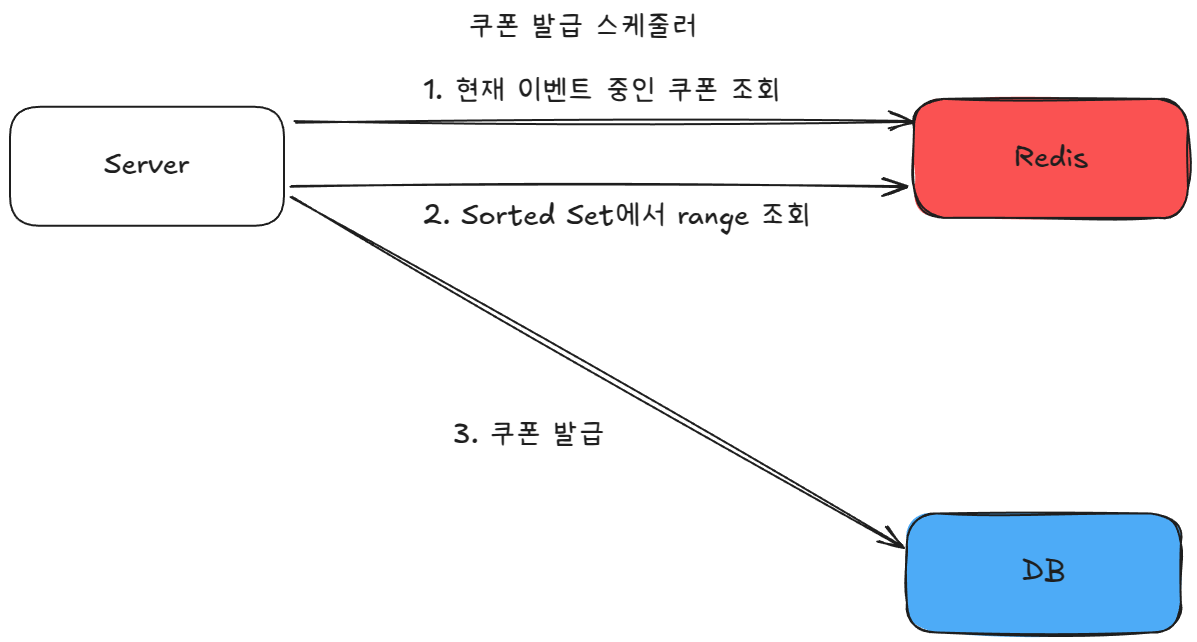 쿠폰 발급 스케줄러
1. 현재 이벤트 중인 쿠폰 조회
Server
Redis
2. Sorted Set에서 range 조회
3. 쿠폰 발급
DB